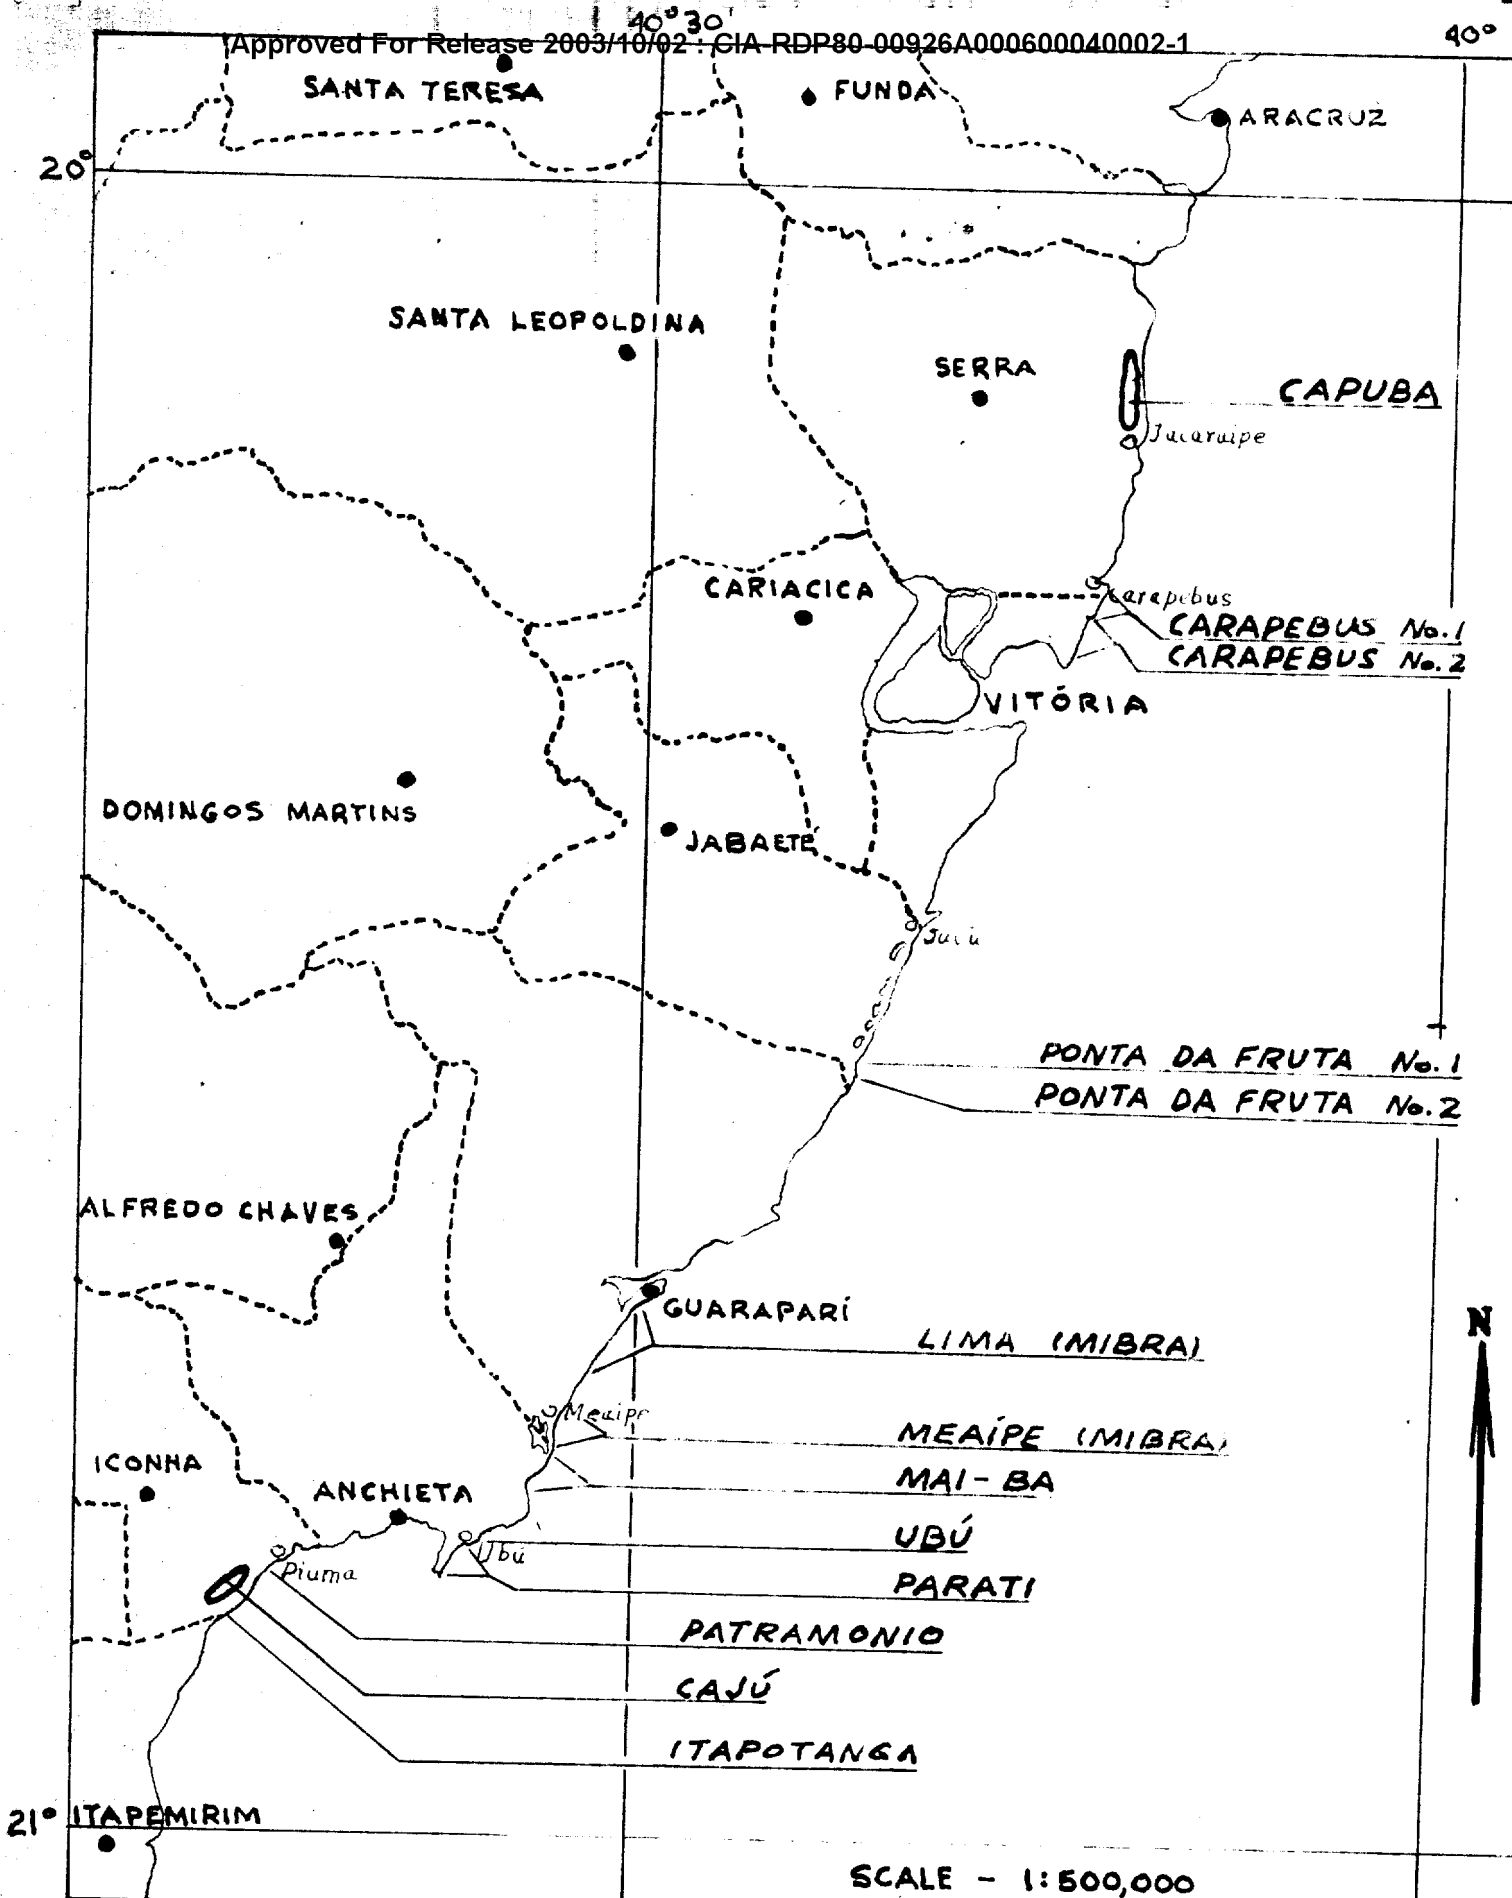 40° 30'
40°
Approved For Release 2003/10/02 : CIA-RDP80-00926A000600040002-1
SANTA TERESA
FUNDA
ARACRUZ
20°
SANTA LEOPOLDINA
SERRA
CAPUBA
Jacaraipe
CARIACICA
Carapebus
CARAPEBUS No. 1
CARAPEBUS No. 2
VITÓRIA
DOMINGOS MARTINS
JABAETÉ
PONTA DA FRUTA No. 1
PONTA DA FRUTA No. 2
ALFREDO CHAVES
GUARAPARÍ
N
LIMA (MIBRA)
Meaipe
MEAÍPE (MIBRA)
ICONHA
MAI-BA
ANCHIETA
UBÚ
Ubú
Piuma
PARATI
PATRAMONIO
CAJÚ
ITAPOTANGA
21°
ITAPEMIRIM
SCALE - 1:500,000